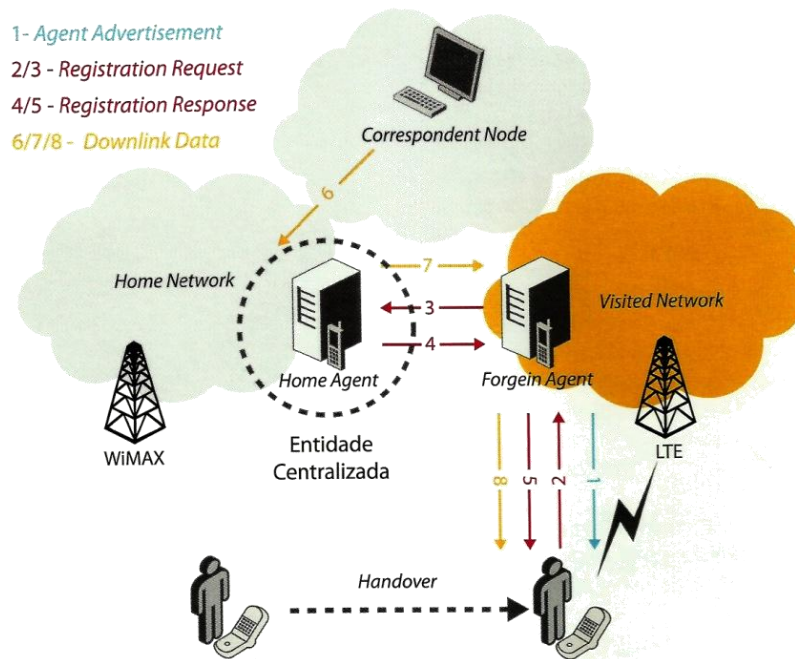 1- Agent Advertisement
2/3 - Registration Request
4/5 - Registration Response
6/7/8 - Downlink Data
Correspondent Node
6
Home Network
7
3
4
Visited Network
Home Agent
Forgein Agent
WiMAX
Entidade
Centralizada
LTE
8
5
2
1
Handover